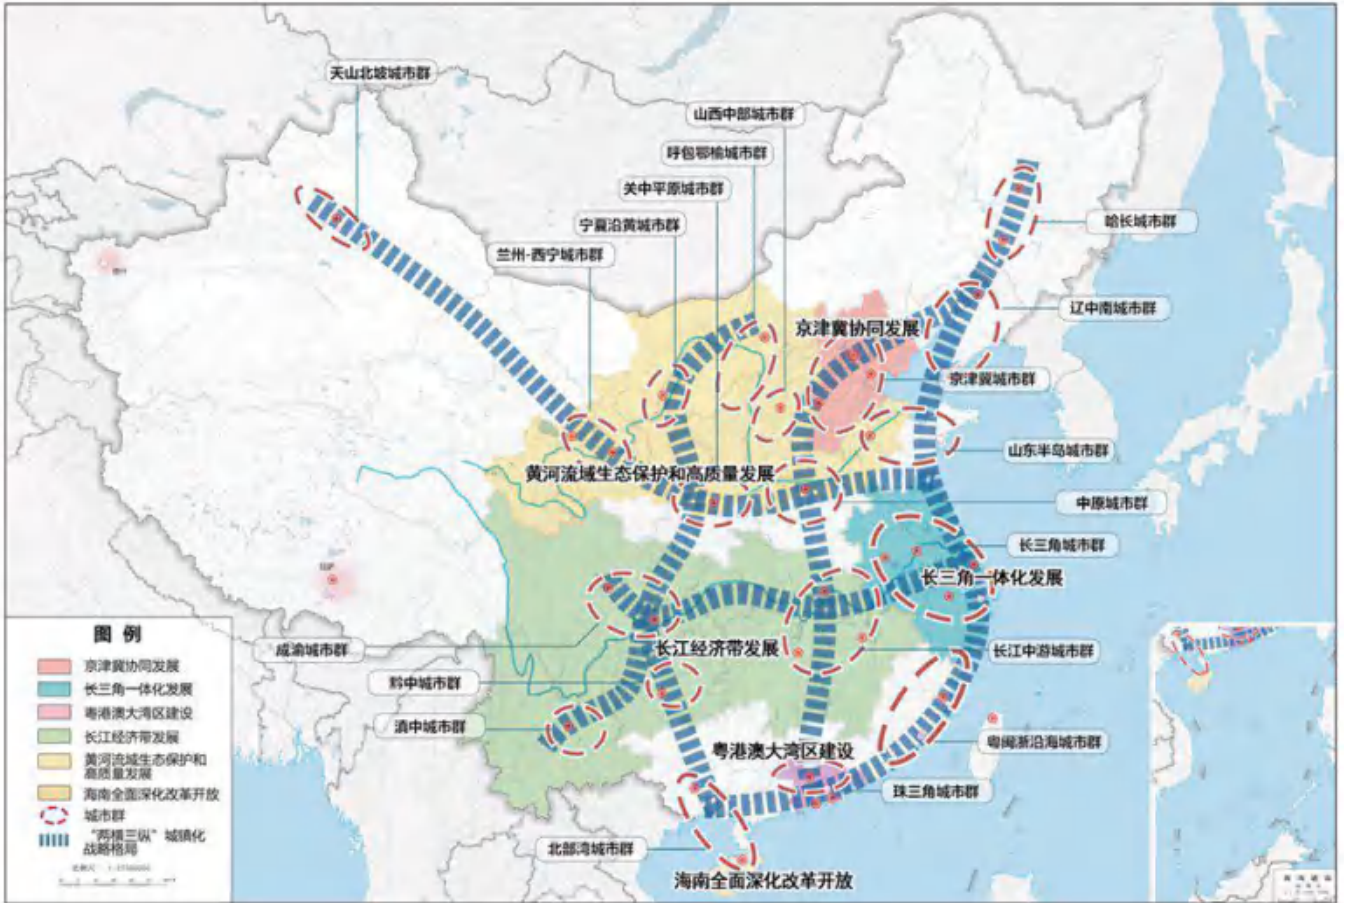 天山北坡城市群
山西中部城市群
呼包鄂榆城市群
关中平原城市群
宁夏沿黄城市群
兰州-西宁城市群
哈长城市群
辽中南城市群
京津冀协同发展
京津冀城市群
山东半岛城市群
黄河流域生态保护和高质量发展
中原城市群
长三角城市群
长三角一体化发展
长江经济带发展
成渝城市群
长江中游城市群
黔中城市群
滇中城市群
粤闽浙沿海城市群
粤港澳大湾区建设
珠三角城市群
北部湾城市群
海南全面深化改革开放
图 例
京津冀协同发展
长三角一体化发展
粤港澳大湾区建设
长江经济带发展
黄河流域生态保护和
高质量发展
海南全面深化改革开放
城市群
“两横三纵”城镇化
战略格局